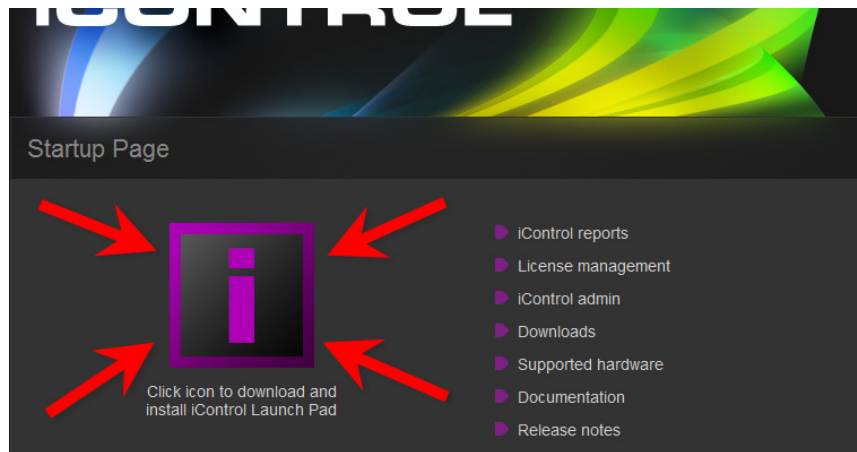 iCONTROL
Startup Page
i
Click icon to download and
install iControl Launch Pad
iControl reports
License management
iControl admin
Downloads
Supported hardware
Documentation
Release notes